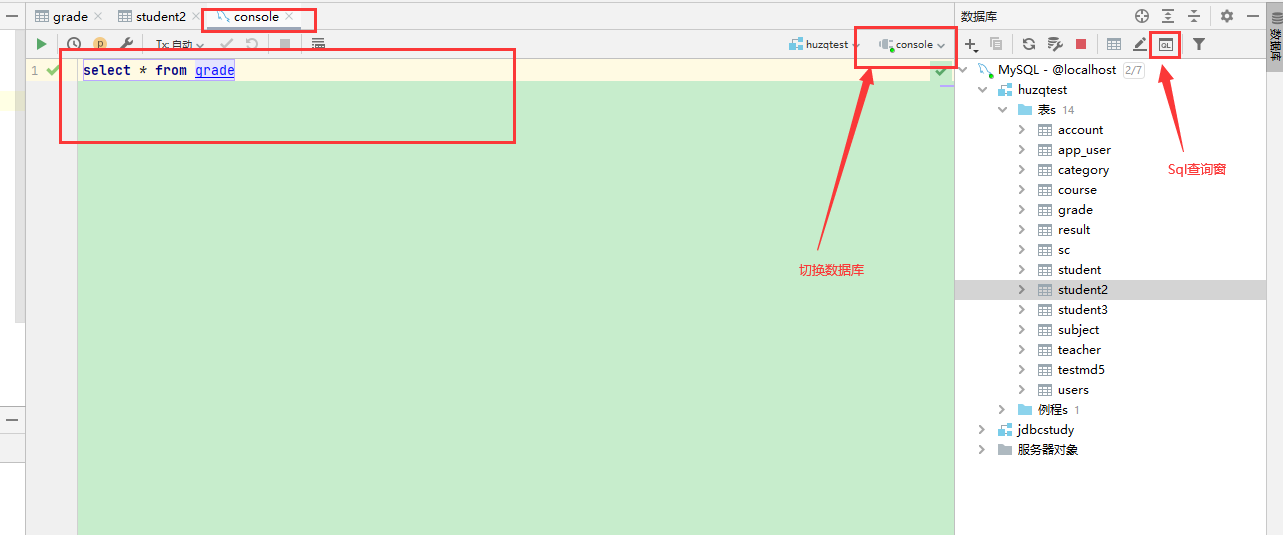 grade
student2
console
数据库
Tx: 自动
huzqtest
console
QL
数据库
1
select * from grade
MySQL - @localhost 2/7
huzqtest
表s 14
account
app_user
category
course
grade
result
sc
student
student2
student3
subject
teacher
testmd5
users
例程s 1
jdbcstudy
服务器对象
Sql查询窗
切换数据库